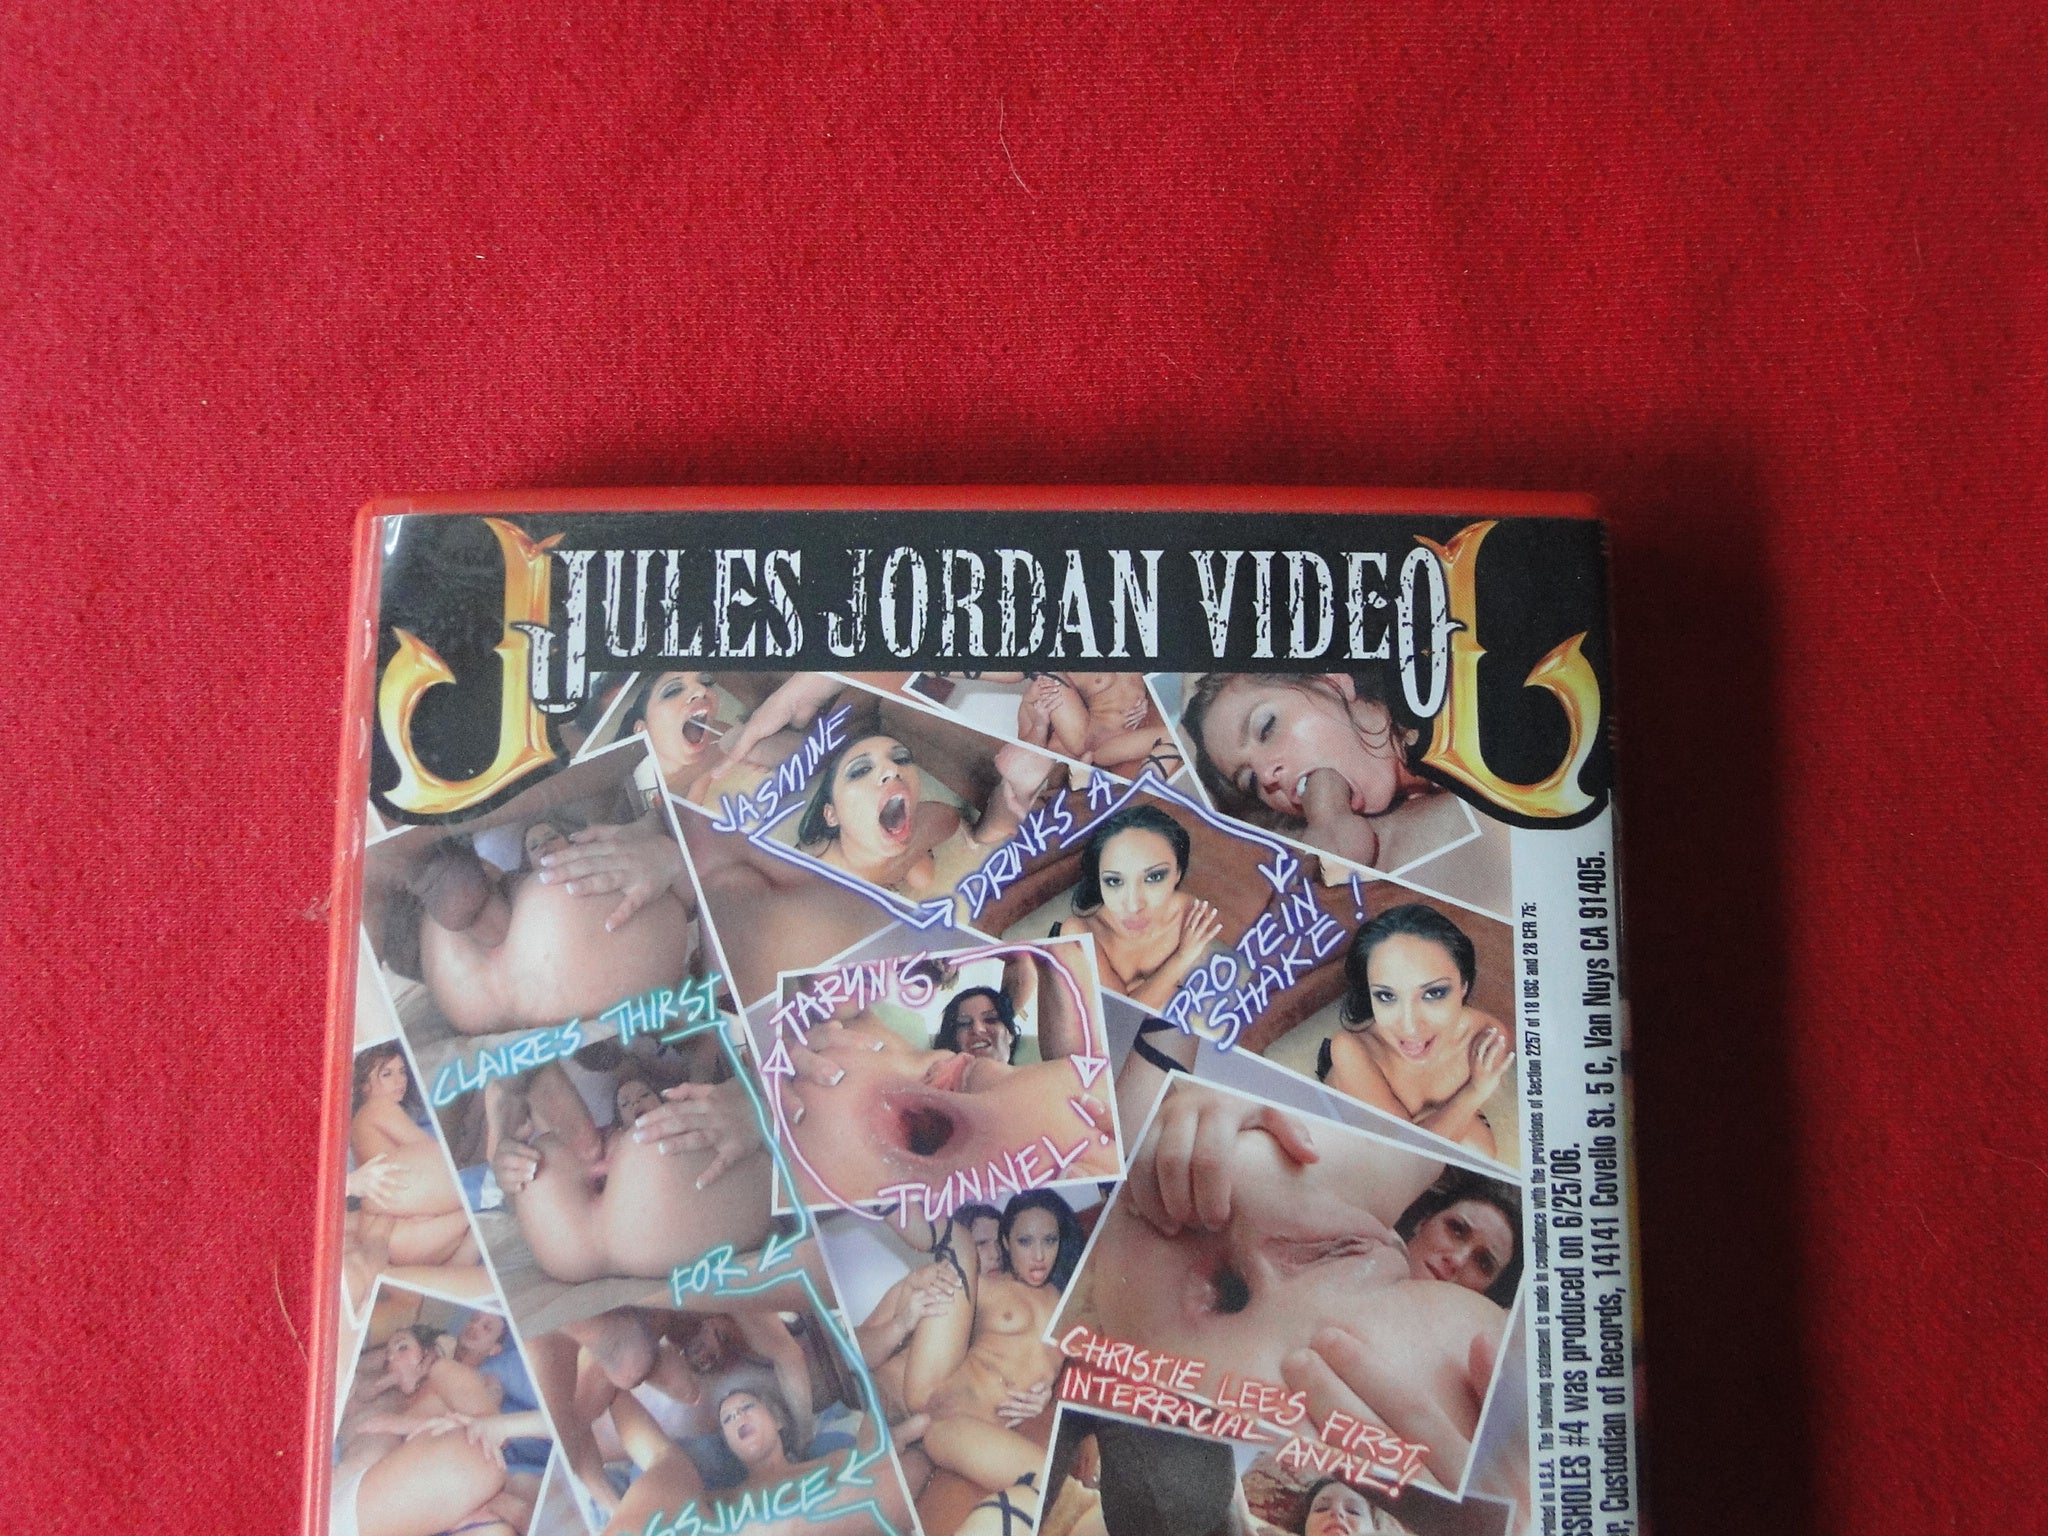 JULES JORDAN VIDEO
JASMINE
DRINKS A
PROTEIN
SHAKE!
TARYN'S
TUNNEL!
CLAIRE'S THIRST
FOR
CHRISTIE LEE'S FIRST
INTERRACIAL ANAL!
Printed in U.S.A. The following statement is made in compliance with the provisions of Section 2257 of 18 USC and 28 CFR 75:
#4 was produced on 6/25/06.
Custodian of Records, 14141 Covello St. 5 C, Van Nuys CA 91405.